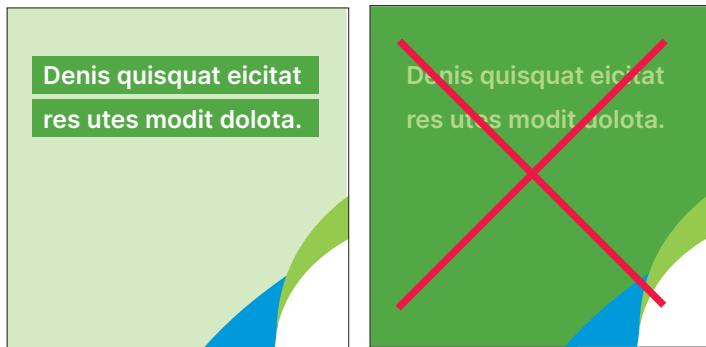 Denis quisquat eicitat
res utes modit dolota.
Denis quisquat eicitat
res utes modit dolota.